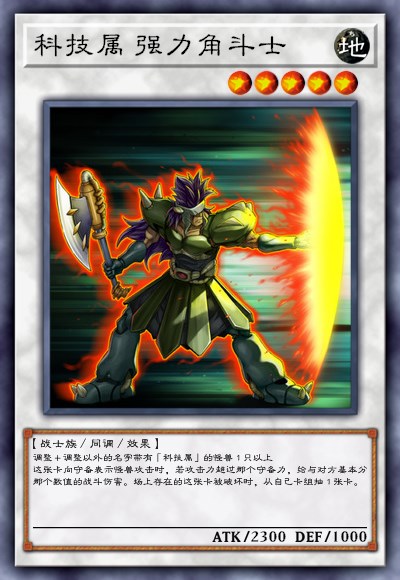 科技属 强力角斗士
地
【战士族／同调／效果】
调整＋调整以外的名字带有「科技属」的怪兽1只以上
这张卡向守备表示怪兽攻击时，若攻击力超过那个守备力，给与对方基本分
那个数值的战斗伤害。场上存在的这张卡被破坏时，从自己卡组抽1张卡。
ATK/2300 DEF/1000